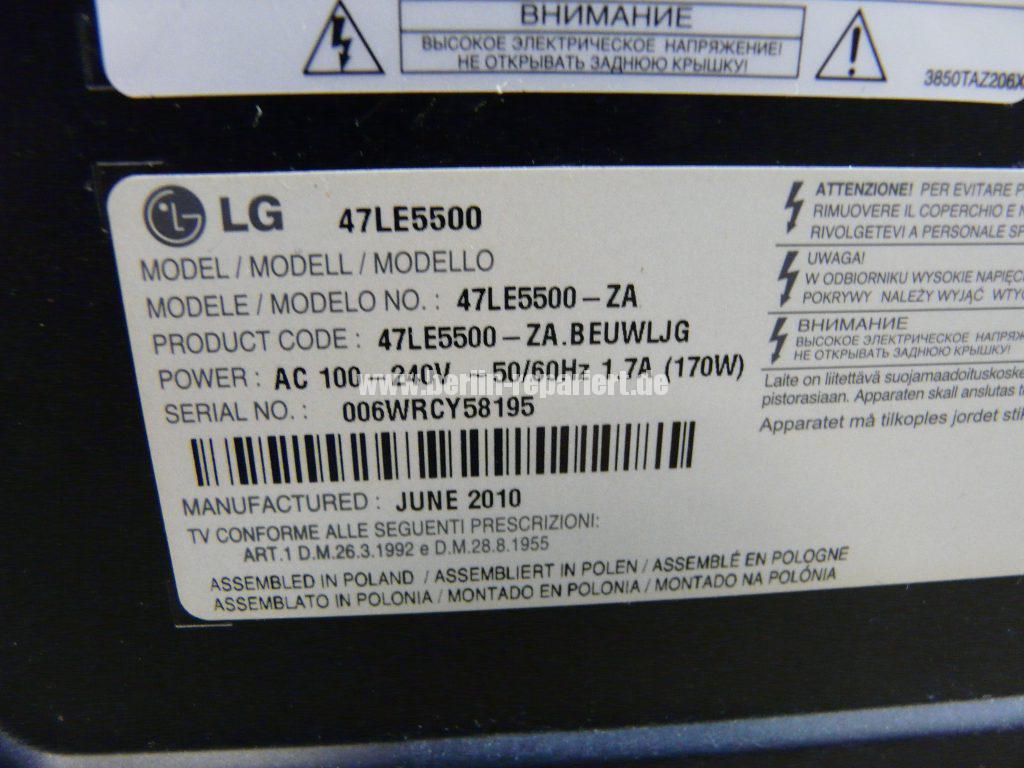 ВНИМАНИЕ
ВЫСОКОЕ ЭЛЕКТРИЧЕСКОЕ НАПРЯЖЕНИЕ!
НЕ ОТКРЫВАТЬ ЗАДНЮЮ КРЫШКУ!
3850TAZ206X
LG 47LE5500
MODEL / MODELL / MODELLO
MODELE / MODELO NO. : 47LE5500-ZA
PRODUCT CODE : 47LE5500-ZA.BEUWLJG
POWER : AC 100 - 240V ~ 50/60Hz 1.7A (170W)
www.berlin-repariert.de
SERIAL NO. : 006WRCY58195
MANUFACTURED : JUNE 2010
TV CONFORME ALLE SEGUENTI PRESCRIZIONI:
ART.1 D.M.26.3.1992 e D.M.28.8.1955
ASSEMBLED IN POLAND / ASSEMBLIERT IN POLEN / ASSEMBLÉ EN POLOGNE
ASSEMBLATO IN POLONIA / MONTADO EN POLONIA / MONTADO NA POLÓNIA
ATTENZIONE! PER EVITARE
RIMUOVERE IL COPERCHIO E
RIVOLGETEVI A PERSONALE
UWAGA!
W ODBIORNIKU WYSOKIE
POKRYWY NALEŻY WYJĄĆ
ВНИМАНИЕ
ВЫСОКОЕ ЭЛЕКТРИЧЕСКОЕ
НЕ ОТКРЫВАТЬ ЗАДНЮЮ КРЫШКУ!
Laite on liitettävä
pistorasiaan. Apparaten skall anslutas
Apparatet må tilkoples jordet